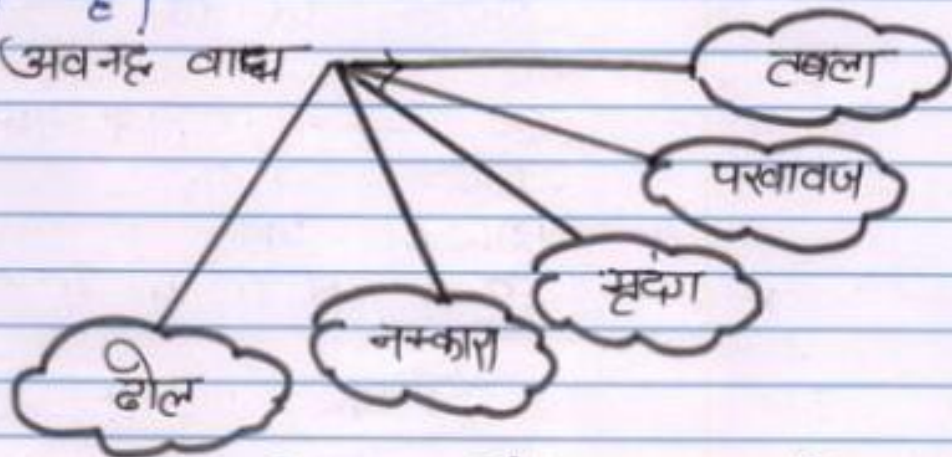 है।
अवनद्ध वाद्य
तबला
पखावज
मृदंग
नक्कारा
ढोल